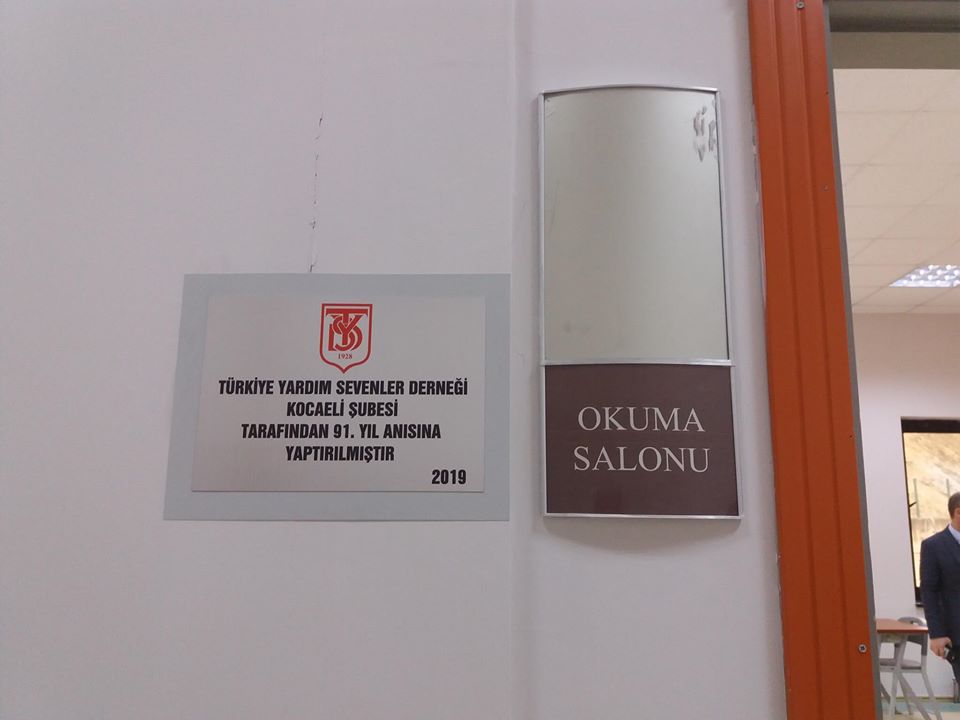 TYSD
1928
TÜRKİYE YARDIM SEVENLER DERNEĞİ
KOCAELİ ŞUBESİ
TARAFINDAN 91. YIL ANISINA
YAPTIRILMIŞTIR
2019
OKUMA
SALONU